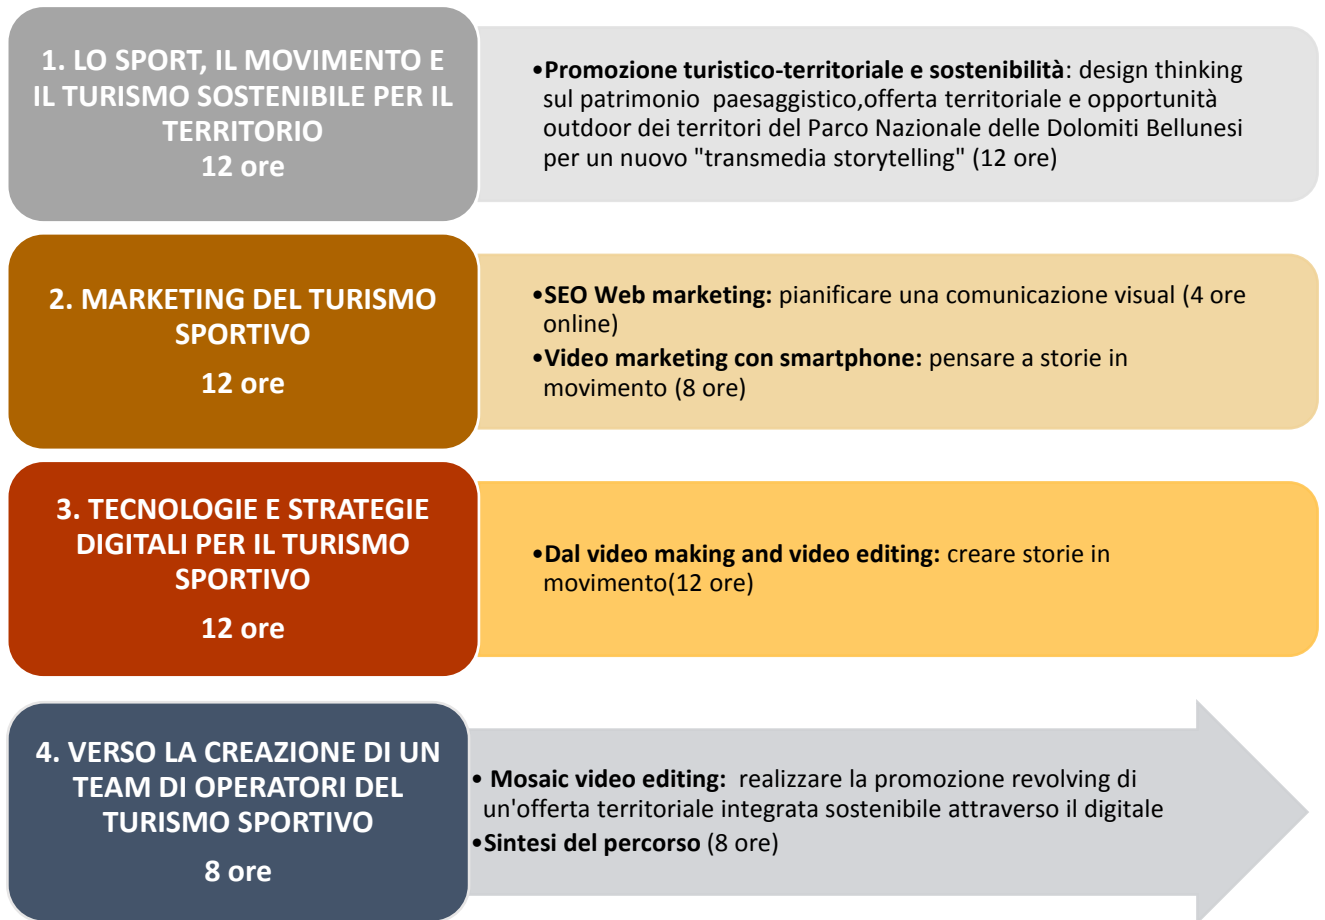 1. LO SPORT, IL MOVIMENTO E
IL TURISMO SOSTENIBILE PER IL
TERRITORIO
12 ore
•Promozione turistico-territoriale e sostenibilità: design thinking
sul patrimonio  paesaggistico,offerta territoriale e opportunità
outdoor dei territori del Parco Nazionale delle Dolomiti Bellunesi
per un nuovo "transmedia storytelling" (12 ore)
2. MARKETING DEL TURISMO
SPORTIVO
12 ore
•SEO Web marketing: pianificare una comunicazione visual (4 ore
online)
•Video marketing con smartphone: pensare a storie in
movimento (8 ore)
3. TECNOLOGIE E STRATEGIE
DIGITALI PER IL TURISMO
SPORTIVO
12 ore
•Dal video making and video editing: creare storie in
movimento(12 ore)
4. VERSO LA CREAZIONE DI UN
TEAM DI OPERATORI DEL
TURISMO SPORTIVO
8 ore
• Mosaic video editing:  realizzare la promozione revolving di
un'offerta territoriale integrata sostenibile attraverso il digitale
•Sintesi del percorso (8 ore)